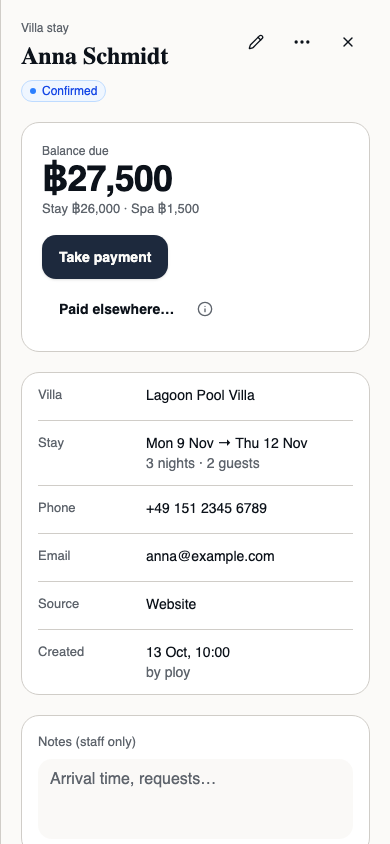 Villa stay
Anna Schmidt
Confirmed
Balance due
฿27,500
Stay ฿26,000 · Spa ฿1,500
Take payment
Paid elsewhere…
Villa
Lagoon Pool Villa
Stay
Mon 9 Nov → Thu 12 Nov
3 nights · 2 guests
Phone
+49 151 2345 6789
Email
anna@example.com
Source
Website
Created
13 Oct, 10:00
by ploy
Notes (staff only)
Arrival time, requests…